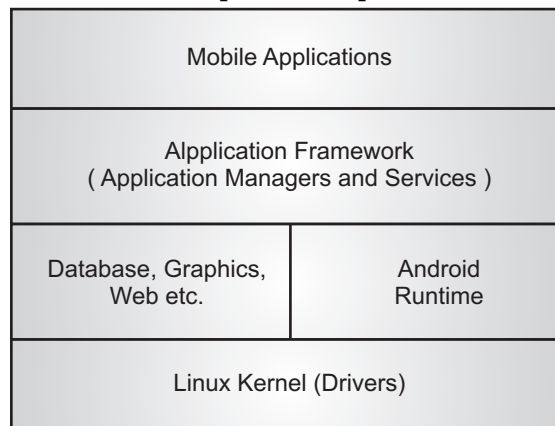 Mobile Applications
Alpplication Framework
( Application Managers and Services )
Database, Graphics,
Web etc.
Android
Runtime
Linux Kernel (Drivers)